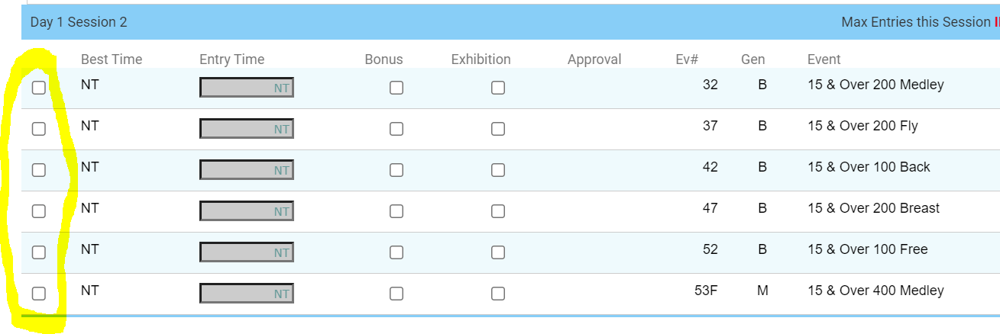 Day 1 Session 2 Max Entries this Session
Best Time Entry Time Bonus Exhibition Approval Ev# Gen Event
NT NT 32 B 15 & Over 200 Medley
NT NT 37 B 15 & Over 200 Fly
NT NT 42 B 15 & Over 100 Back
NT NT 47 B 15 & Over 200 Breast
NT NT 52 B 15 & Over 100 Free
NT NT 53F M 15 & Over 400 Medley